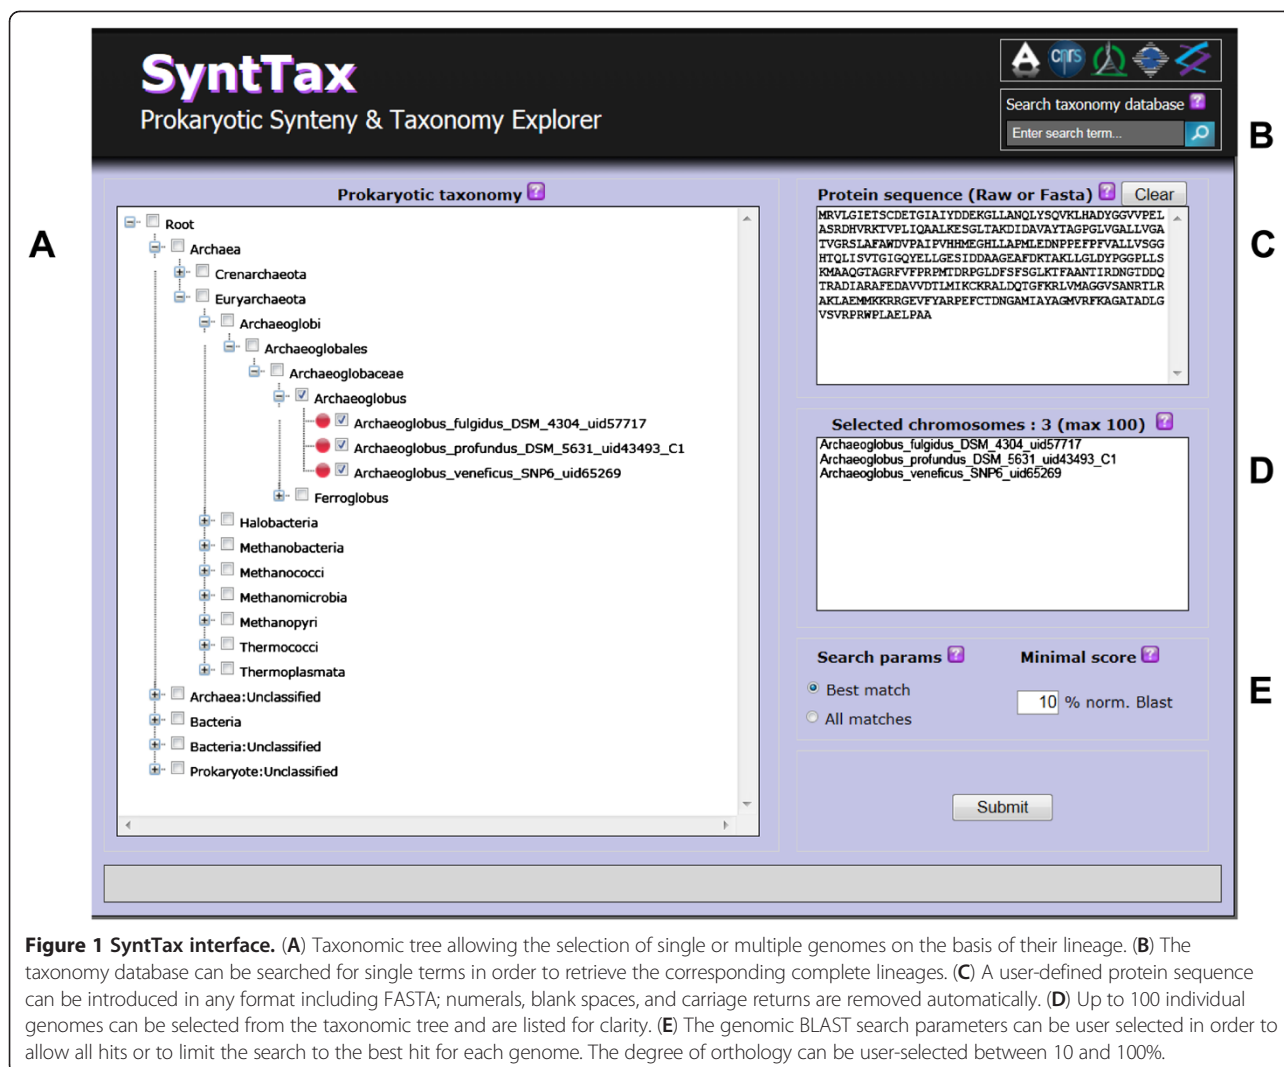 SyntTax
Prokaryotic Synteny & Taxonomy Explorer
cnrs
Search taxonomy database ?
Enter search term...
B
A
Prokaryotic taxonomy ?
Root
Archaea
Crenarchaeota
Euryarchaeota
Archaeoglobi
Archaeoglobales
Archaeoglobaceae
Archaeoglobus
Archaeoglobus_fulgidus_DSM_4304_uid57717
Archaeoglobus_profundus_DSM_5631_uid43493_C1
Archaeoglobus_veneficus_SNP6_uid65269
Ferroglobus
Halobacteria
Methanobacteria
Methanococci
Methanomicrobia
Methanopyri
Thermococci
Thermoplasmata
Archaea:Unclassified
Bacteria
Bacteria:Unclassified
Prokaryote:Unclassified
Protein sequence (Raw or Fasta) ? Clear
MRVLGIETSCDETGIAIYDDEKGLLANQLYSQVKLHADYGGVVPEL
ASRDHVRKTVPLIQAALKESGLTAKDIDAVAYTAGPGLVGALLVGA
TVGRSLAFAWDVPAIPVHHMEGHLLAPMLEDNPPEFPFVALLVSGG
HTQLISVTGIGQYELLGESIDDAAGEAFDKTAKLLGLDYPGGPLLS
KMAAQGTAGRFVFPRPMTDRPGLDFSFSGLKTFAANTIRDNGTDDQ
TRADIARAFEDAVVDTLMIKCKRALDQTGFKRLVMAGGVSANRTLR
AKLAEMMKKRRGEVFYARPEFCTDNGAMIAYAGMVRFKAGATADLG
VSVRPRWPLAELPAA
C
Selected chromosomes : 3 (max 100) ?
Archaeoglobus_fulgidus_DSM_4304_uid57717
Archaeoglobus_profundus_DSM_5631_uid43493_C1
Archaeoglobus_veneficus_SNP6_uid65269
D
Search params ? Minimal score ?
Best match
All matches
10 % norm. Blast
E
Submit
Figure 1 SyntTax interface. (A) Taxonomic tree allowing the selection of single or multiple genomes on the basis of their lineage. (B) The
taxonomy database can be searched for single terms in order to retrieve the corresponding complete lineages. (C) A user-defined protein sequence
can be introduced in any format including FASTA; numerals, blank spaces, and carriage returns are removed automatically. (D) Up to 100 individual
genomes can be selected from the taxonomic tree and are listed for clarity. (E) The genomic BLAST search parameters can be user selected in order to
allow all hits or to limit the search to the best hit for each genome. The degree of orthology can be user-selected between 10 and 100%.